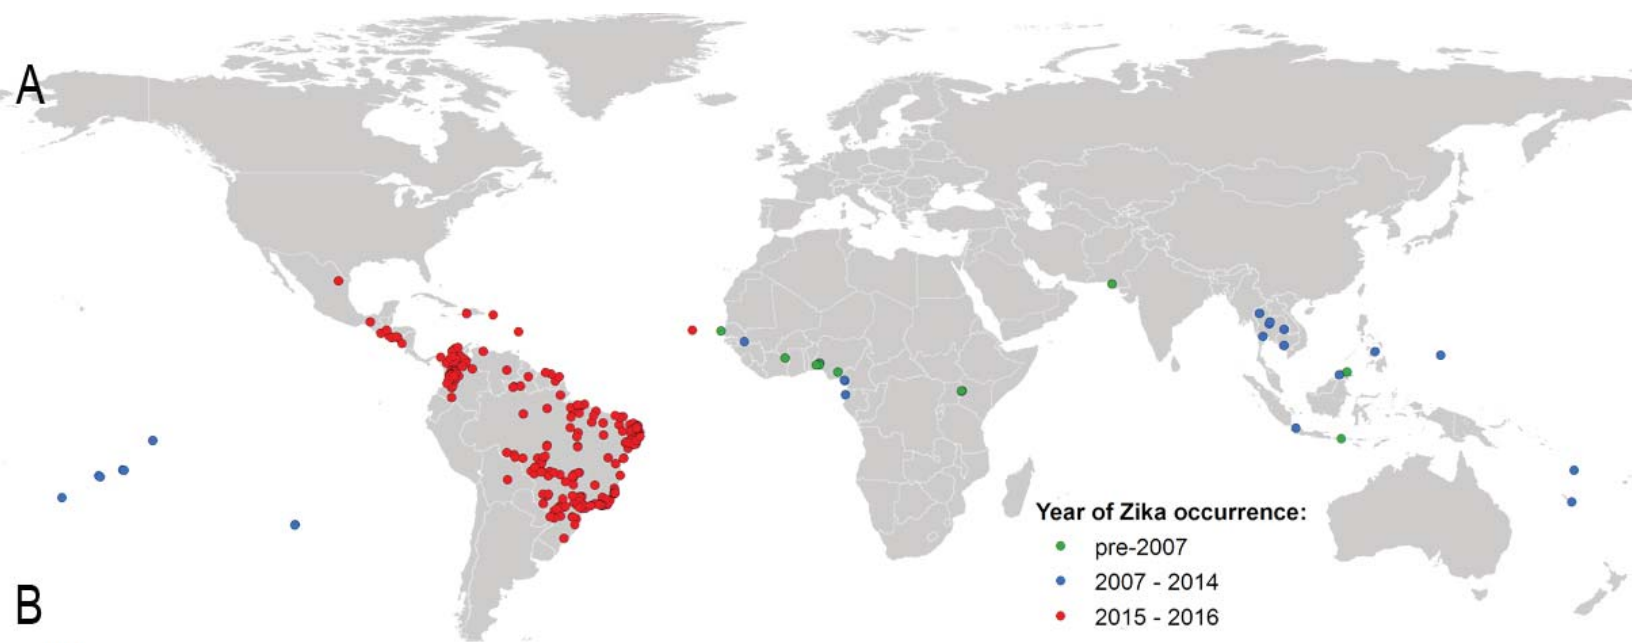 A
Year of Zika occurrence:
pre-2007
2007 - 2014
2015 - 2016
B